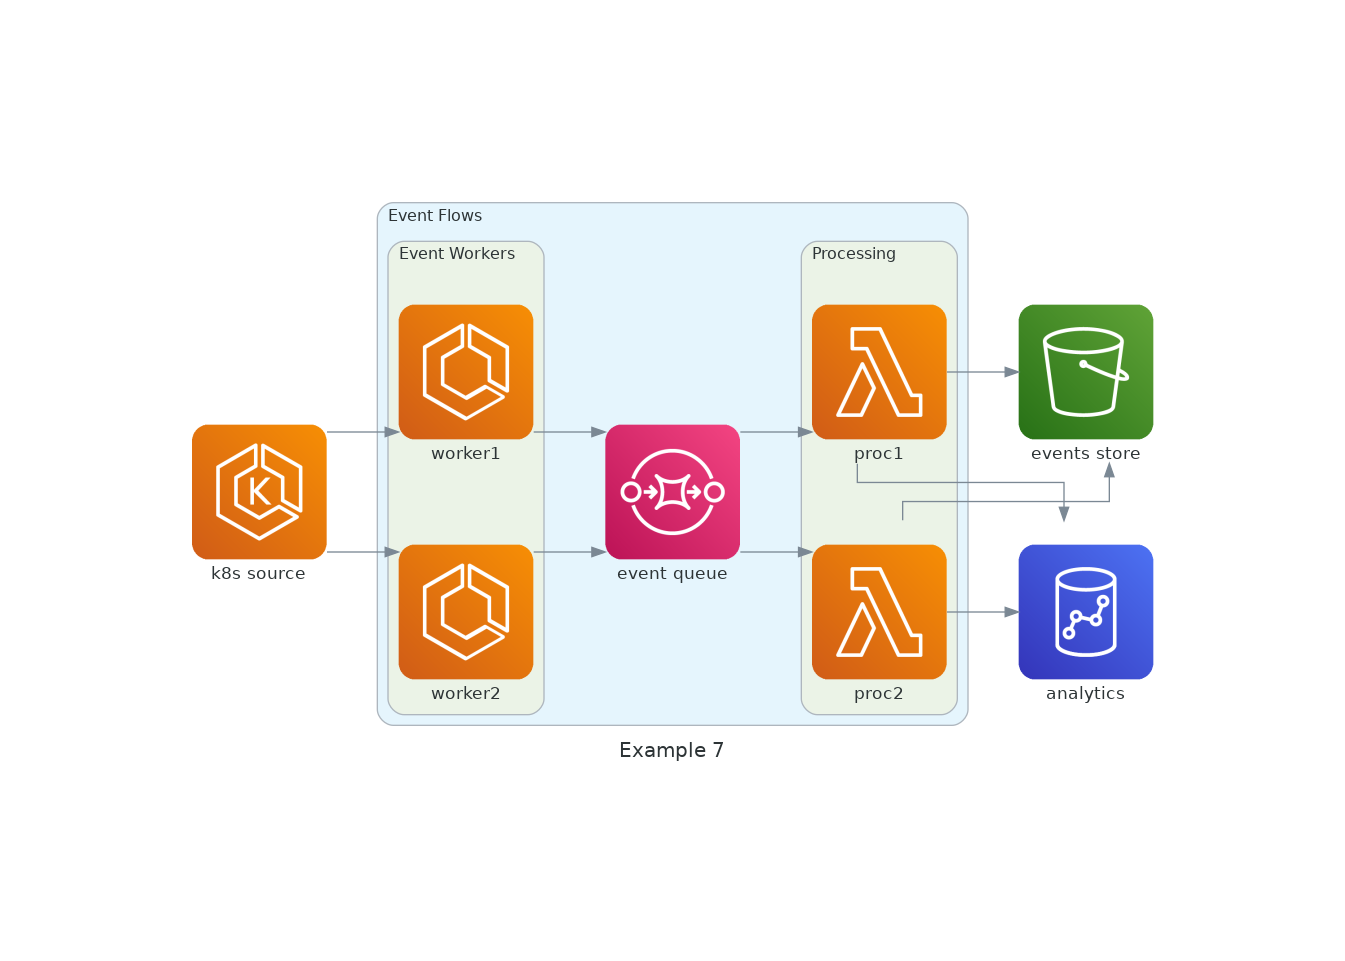 Event Flows
Event Workers
Processing
worker1
proc1
events store
k8s source
event queue
worker2
proc2
analytics
Example 7